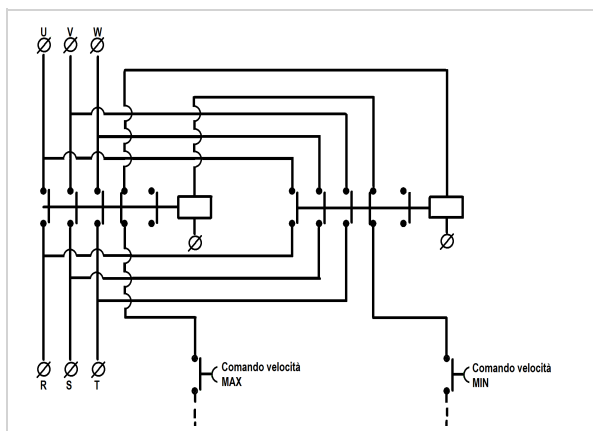 U V W
R S T
Comando velocità
MAX
Comando velocità
MIN